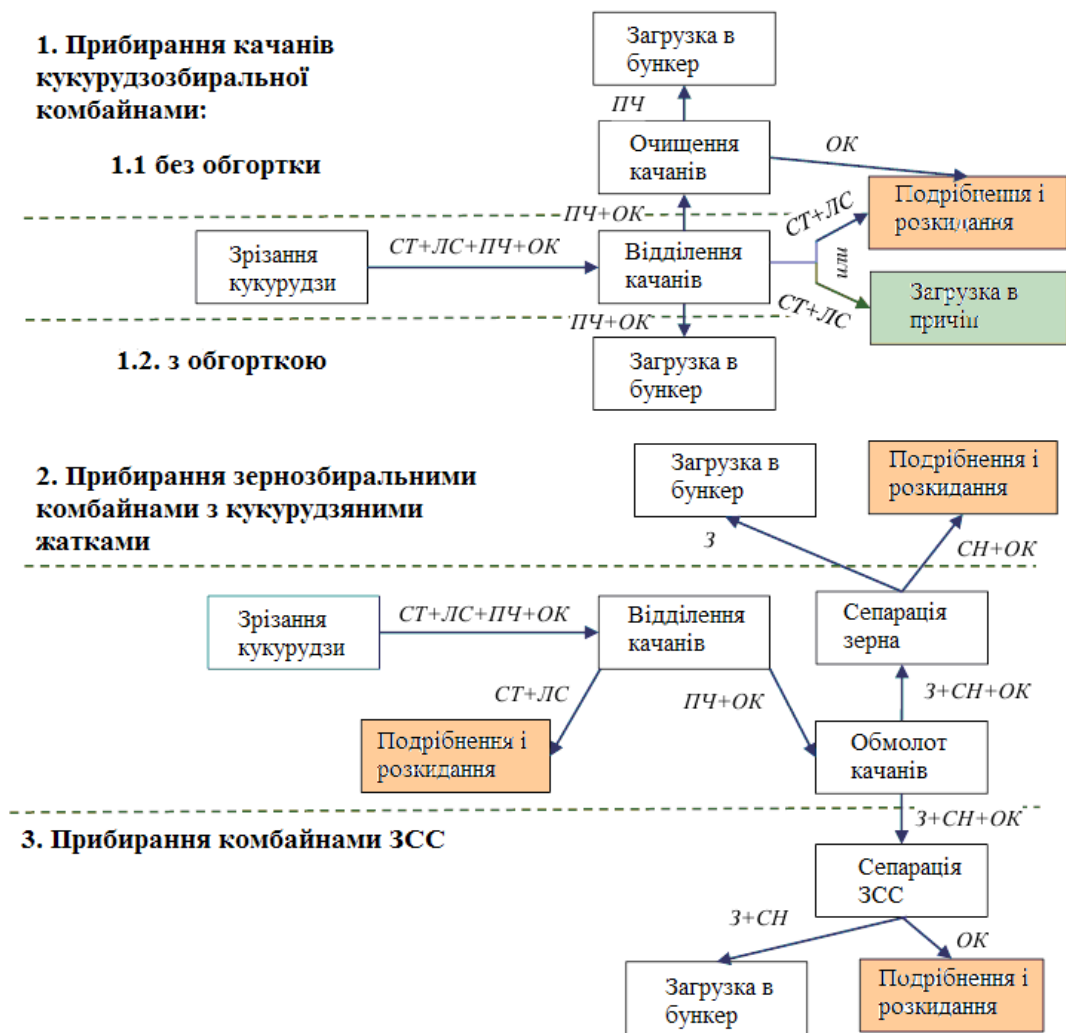 1. Прибирання качанів
кукурудзозбиральної
комбайнами:
Загрузка в
бункер
ПЧ
1.1 без обгортки
Очищення
качанів
ОК
Подрібнення і
розкидання
ПЧ+ОК
СТ+ЛС
Зрізання
кукурудзи
СТ+ЛС+ПЧ+ОК
Відділення
качанів
или
Загрузка в
причіп
СТ+ЛС
ПЧ+ОК
1.2. з обгорткою
Загрузка в
бункер
2. Прибирання зернозбиральними
комбайнами з кукурудзяними
жатками
Загрузка в
бункер
Подрібнення і
розкидання
З
СН+ОК
Зрізання
кукурудзи
СТ+ЛС+ПЧ+ОК
Відділення
качанів
Сепарація
зерна
СТ+ЛС
ПЧ+ОК
З+СН+ОК
Подрібнення і
розкидання
Обмолот
качанів
3. Прибирання комбайнами ЗСС
З+СН+ОК
Сепарація
ЗСС
З+СН
ОК
Загрузка в
бункер
Подрібнення і
розкидання